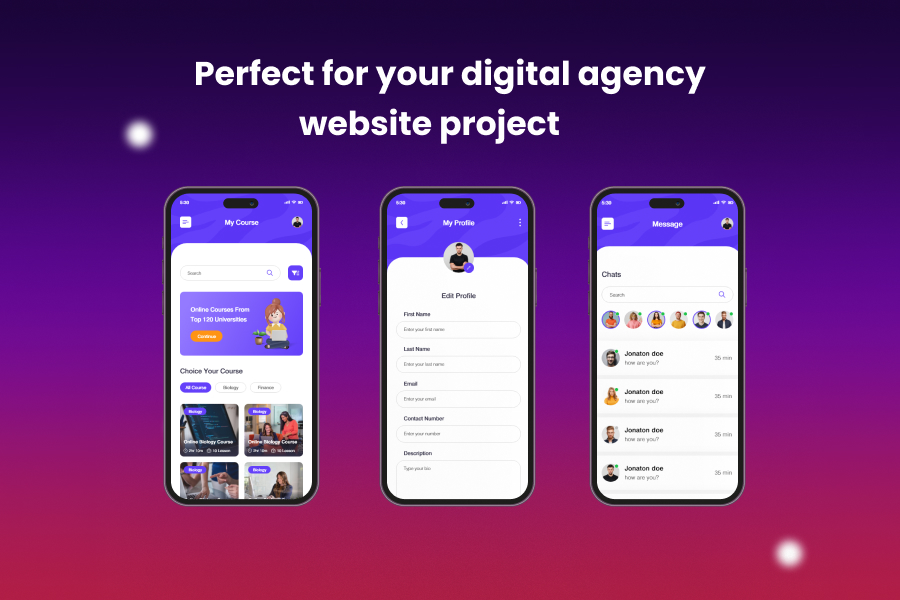 Perfect for your digital agency
website project
5:30
My Course
Search
Online Courses From
Top 120 Universities
Continue
Choice Your Course
All Course
Biology
Finance
Biology
Biology
Online Biology Course
Online Biology Course
2hr 10m
10 Lesson
2hr 10m
10 Lesson
Biology
Biology
5:30
My Profile
Edit Profile
First Name
Enter your first name
Last Name
Enter your last name
Email
Enter your email
Contact Number
Enter your number
Description
Type your bio
5:30
Message
Chats
Search
Jonaton doe
how are you?
35 min
Jonaton doe
how are you?
35 min
Jonaton doe
how are you?
35 min
Jonaton doe
how are you?
35 min